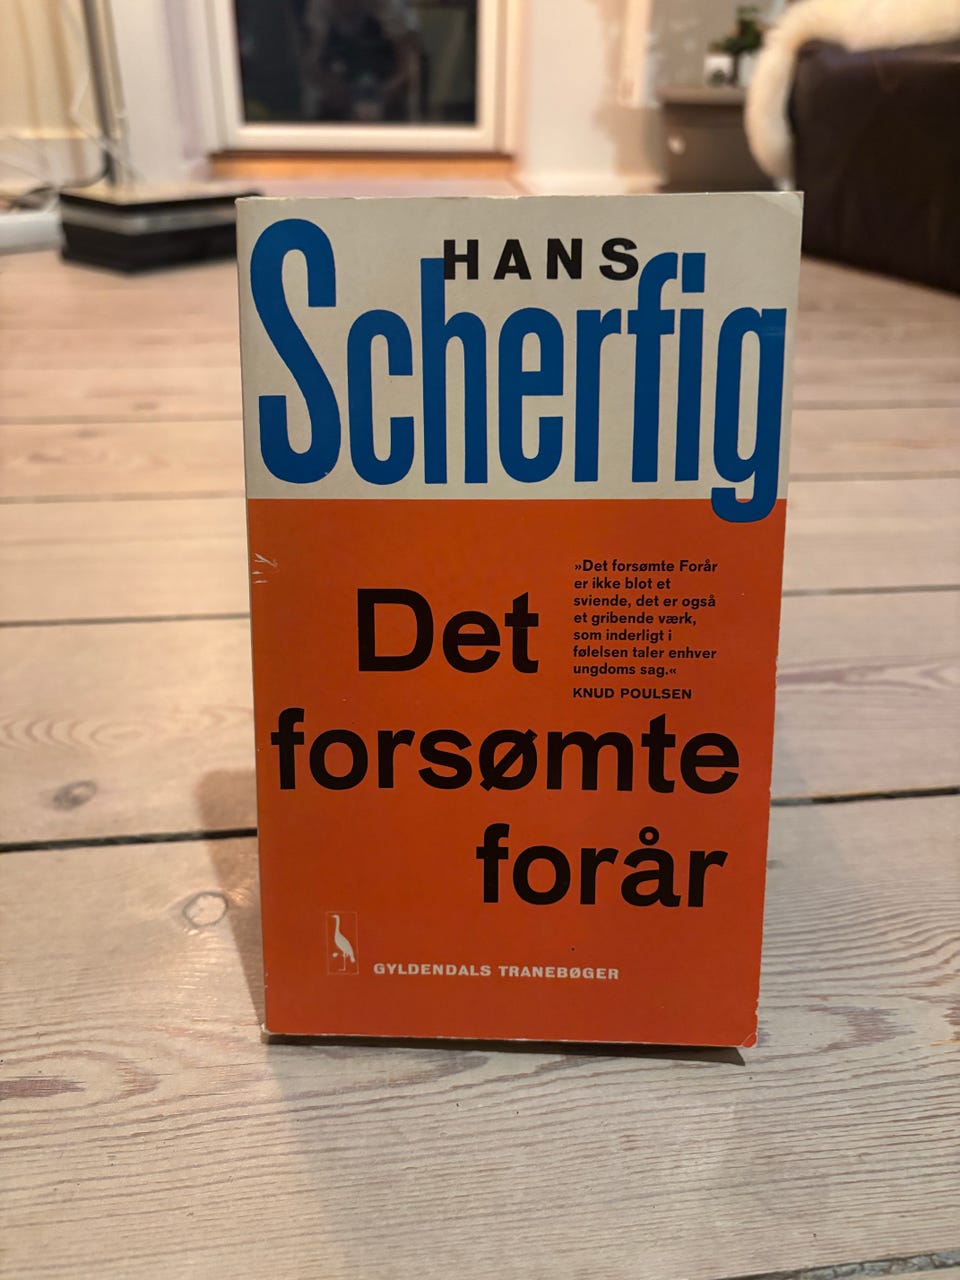 HANS
Scherfig
»Det forsømte Forår
er ikke blot et
sviende, det er også
et gribende værk,
som inderligt i
følelsen taler enhver
ungdoms sag.«
KNUD POULSEN
Det
forsømte
forår
GYLDENDALS TRANEBØGER